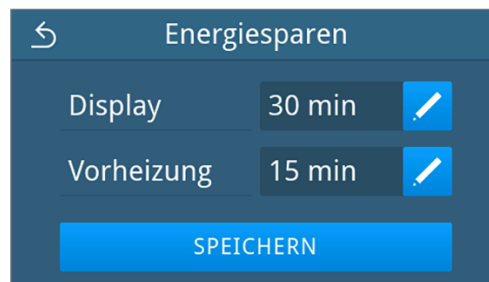 Energiesparen
Display 30 min
Vorheizung 15 min
SPEICHERN